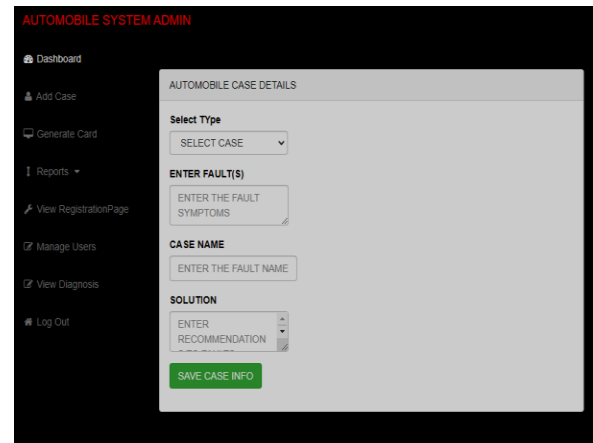 AUTOMOBILE SYSTEM ADMIN
Dashboard
Add Case
Generate Card
Reports
View RegistrationPage
Manage Users
View Diagnosis
Log Out
AUTOMOBILE CASE DETAILS
Select TYpe
SELECT CASE
ENTER FAULT(S)
ENTER THE FAULT
SYMPTOMS
CASE NAME
ENTER THE FAULT NAME
SOLUTION
ENTER
RECOMMENDATION
SAVE CASE INFO